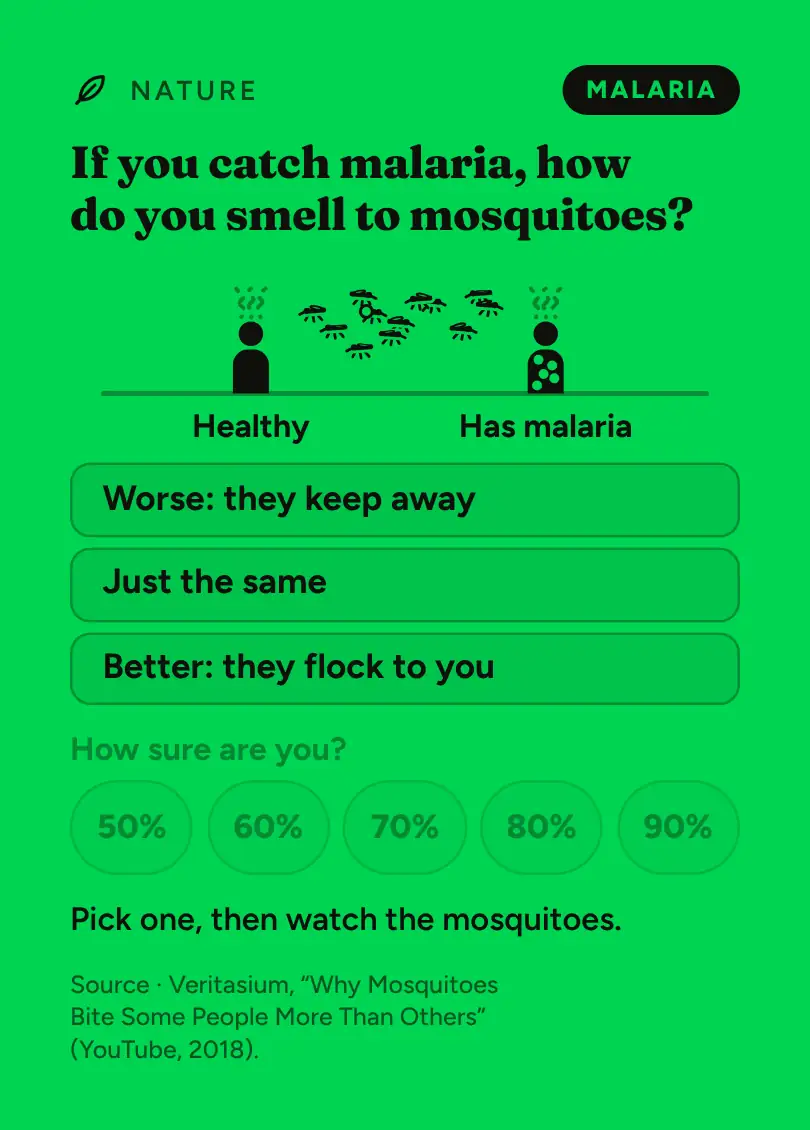 NATURE
MALARIA
If you catch malaria, how
do you smell to mosquitoes?
Healthy
Has malaria
Worse: they keep away
Just the same
Better: they flock to you
How sure are you?
50%
60%
70%
80%
90%
Pick one, then watch the mosquitoes.
Source · Veritasium, “Why Mosquitoes
Bite Some People More Than Others”
(YouTube, 2018).